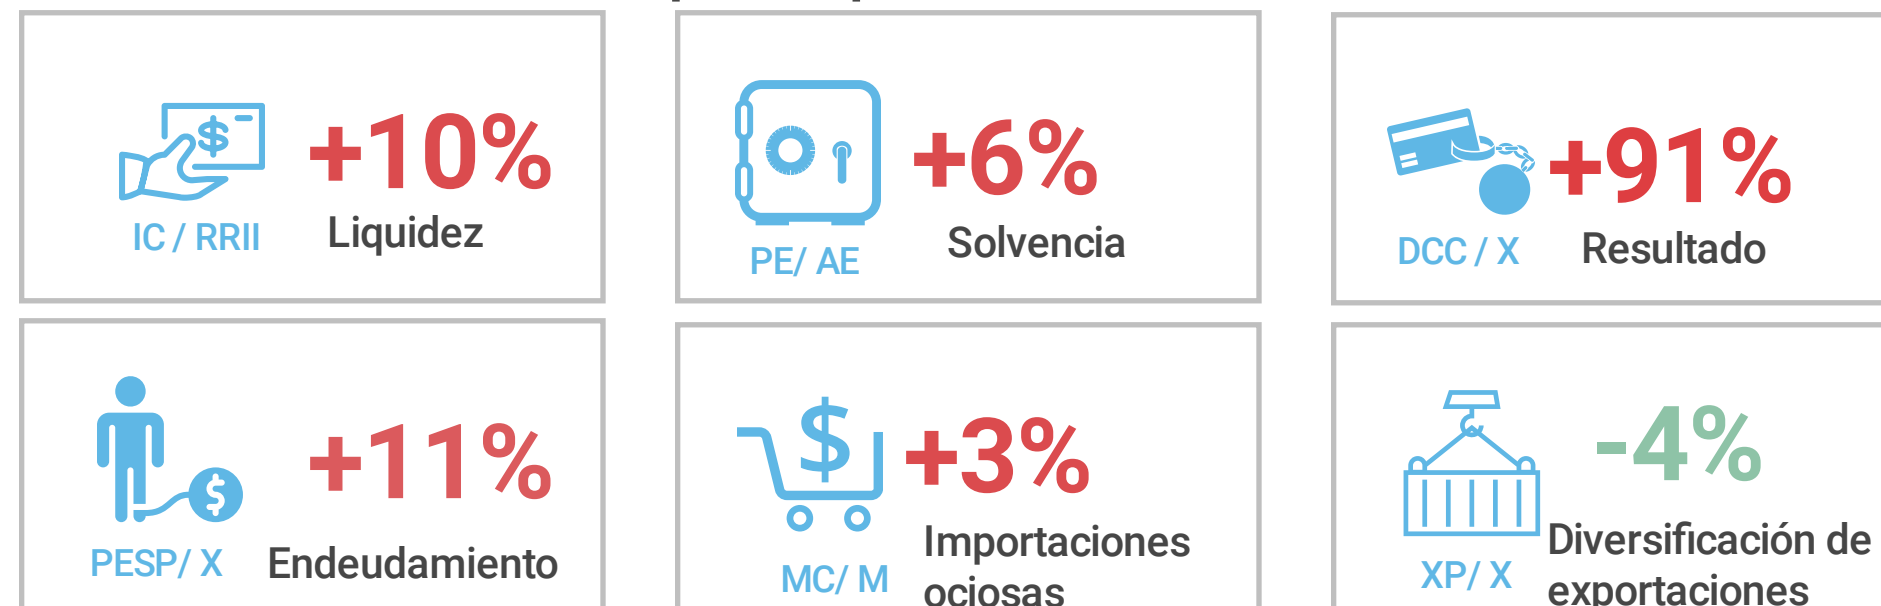 +10%
IC / RRII
Liquidez
+6%
PE/ AE
Solvencia
+91%
DCC / X
Resultado
+11%
PESP/ X
Endeudamiento
+3%
MC/ M
Importaciones
ociosas
-4%
XP/ X
Diversificación de
exportaciones